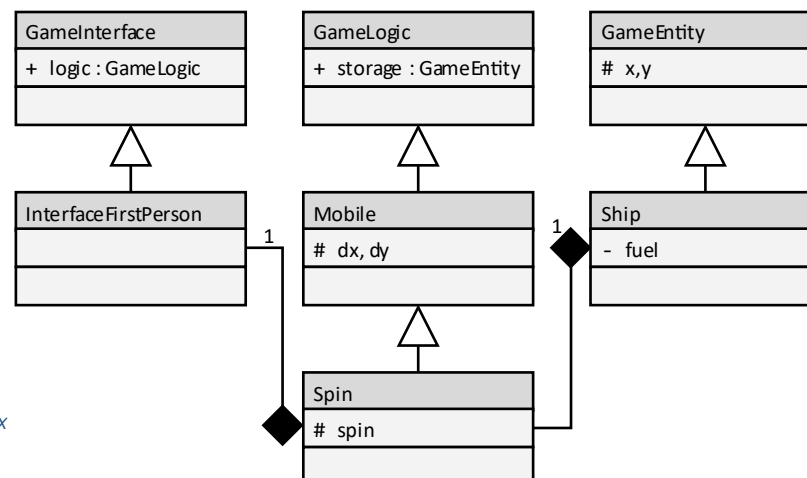 GameInterface
+ logic : GameLogic
GameLogic
+ storage : GameEntity
GameEntity
# x,y
InterfaceFirstPerson
1
Mobile
# dx, dy
1
Ship
- fuel
Spin
# spin
x